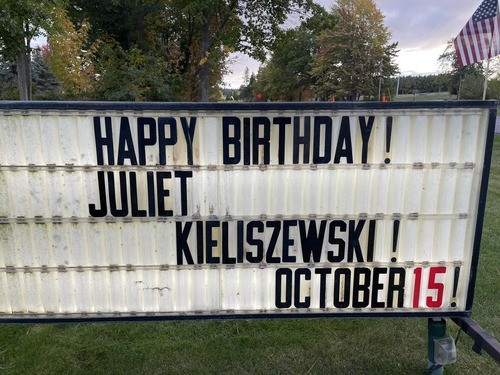 HAPPY BIRTHDAY!
JULIET
KIELISZEWSKI!
OCTOBER 15!